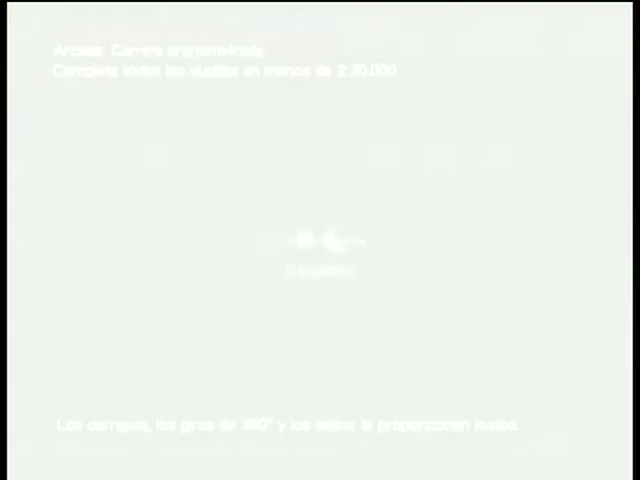 Arcade: Carrera cronometrada
Completa todas las vueltas en menos de 2:30.000
Cargando
Los derrapes, los giros de 360° y los saltos te proporcionan